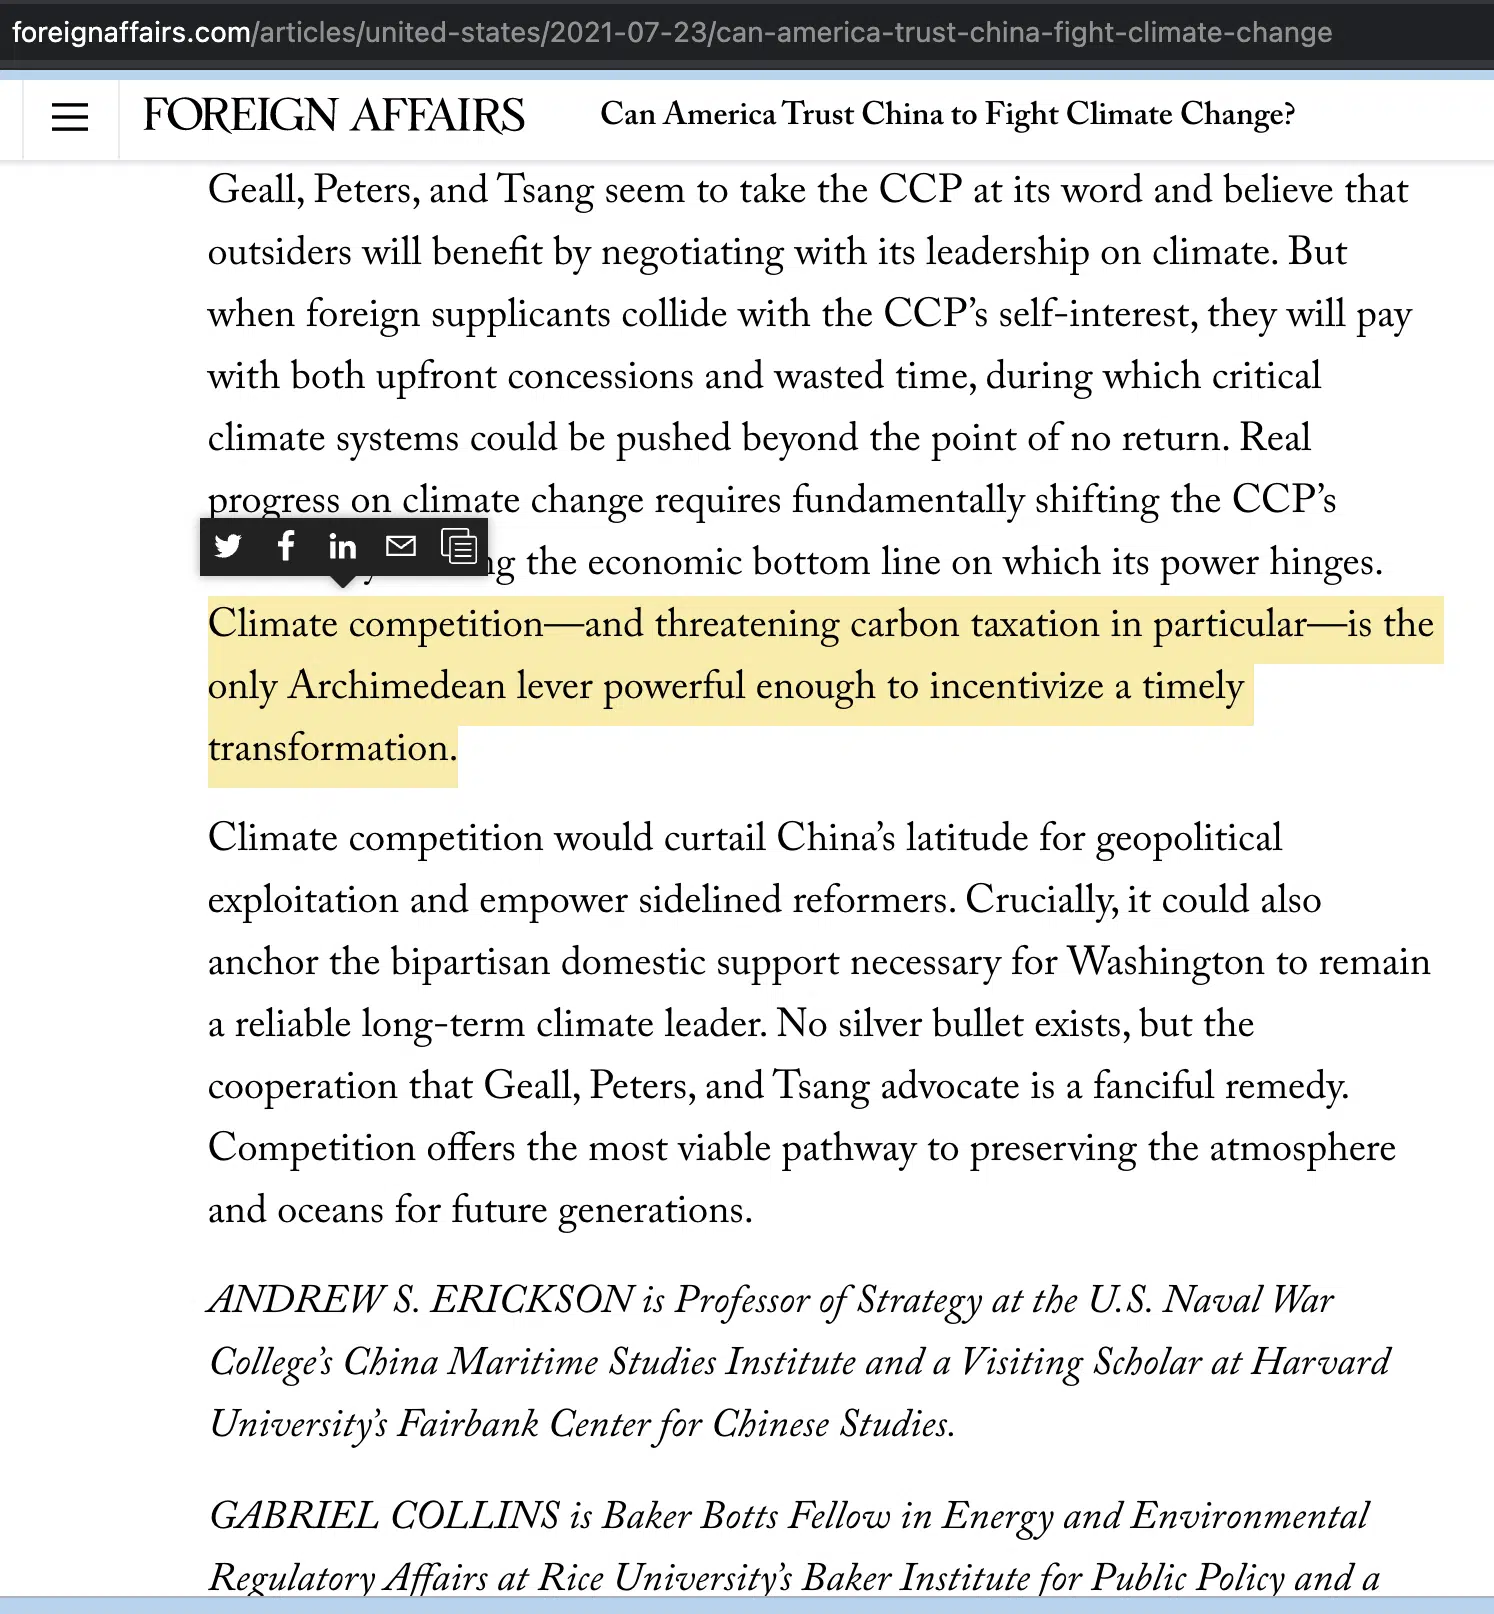 foreignaffairs.com/articles/united-states/2021-07-23/can-america-trust-china-fight-climate-change
FOREIGN AFFAIRS Can America Trust China to Fight Climate Change?
Geall, Peters, and Tsang seem to take the CCP at its word and believe that
outsiders will benefit by negotiating with its leadership on climate. But
when foreign supplicants collide with the CCP’s self-interest, they will pay
with both upfront concessions and wasted time, during which critical
climate systems could be pushed beyond the point of no return. Real
progress on climate change requires fundamentally shifting the CCP’s
the economic bottom line on which its power hinges.
Climate competition—and threatening carbon taxation in particular—is the
only Archimedean lever powerful enough to incentivize a timely
transformation.
Climate competition would curtail China’s latitude for geopolitical
exploitation and empower sidelined reformers. Crucially, it could also
anchor the bipartisan domestic support necessary for Washington to remain
a reliable long-term climate leader. No silver bullet exists, but the
cooperation that Geall, Peters, and Tsang advocate is a fanciful remedy.
Competition offers the most viable pathway to preserving the atmosphere
and oceans for future generations.
ANDREW S. ERICKSON is Professor of Strategy at the U.S. Naval War
College’s China Maritime Studies Institute and a Visiting Scholar at Harvard
University’s Fairbank Center for Chinese Studies.
GABRIEL COLLINS is Baker Botts Fellow in Energy and Environmental
Regulatory Affairs at Rice University’s Baker Institute for Public Policy and a